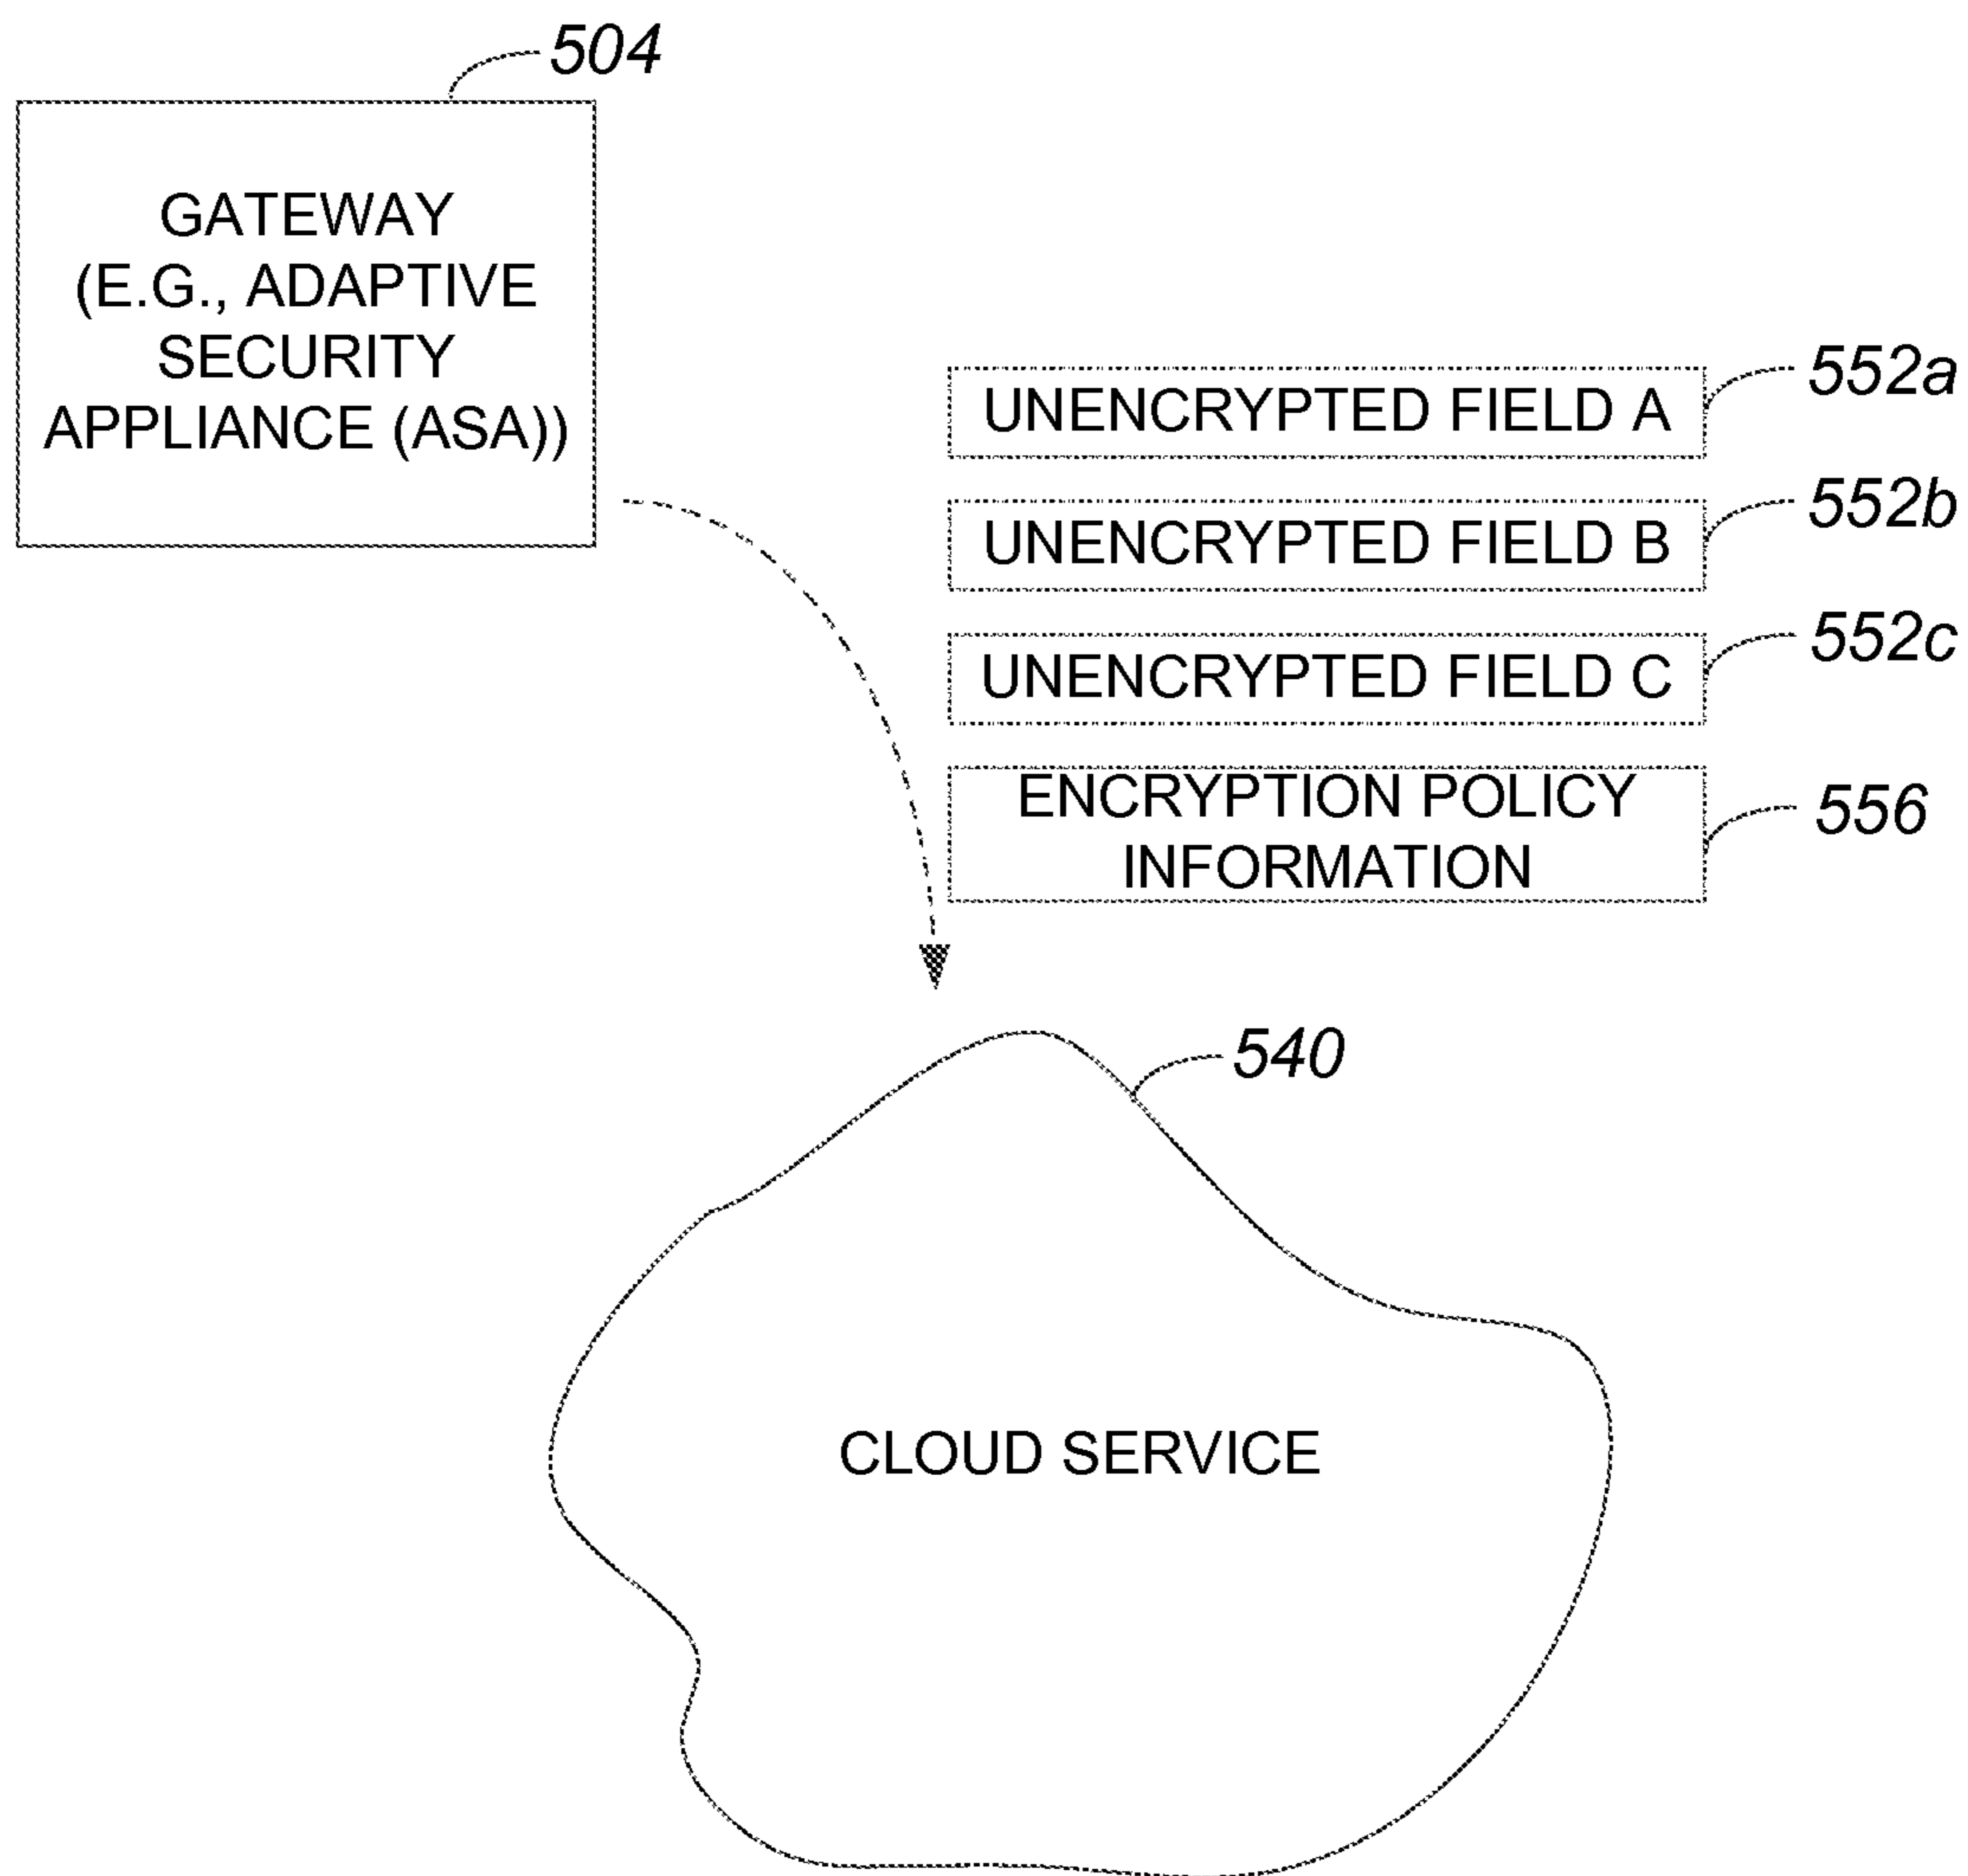 504
GATEWAY
(E.G., ADAPTIVE
SECURITY
APPLIANCE (ASA))
UNENCRYPTED FIELD A
552a
UNENCRYPTED FIELD B
552b
UNENCRYPTED FIELD C
552c
ENCRYPTION POLICY
INFORMATION
556
540
CLOUD SERVICE